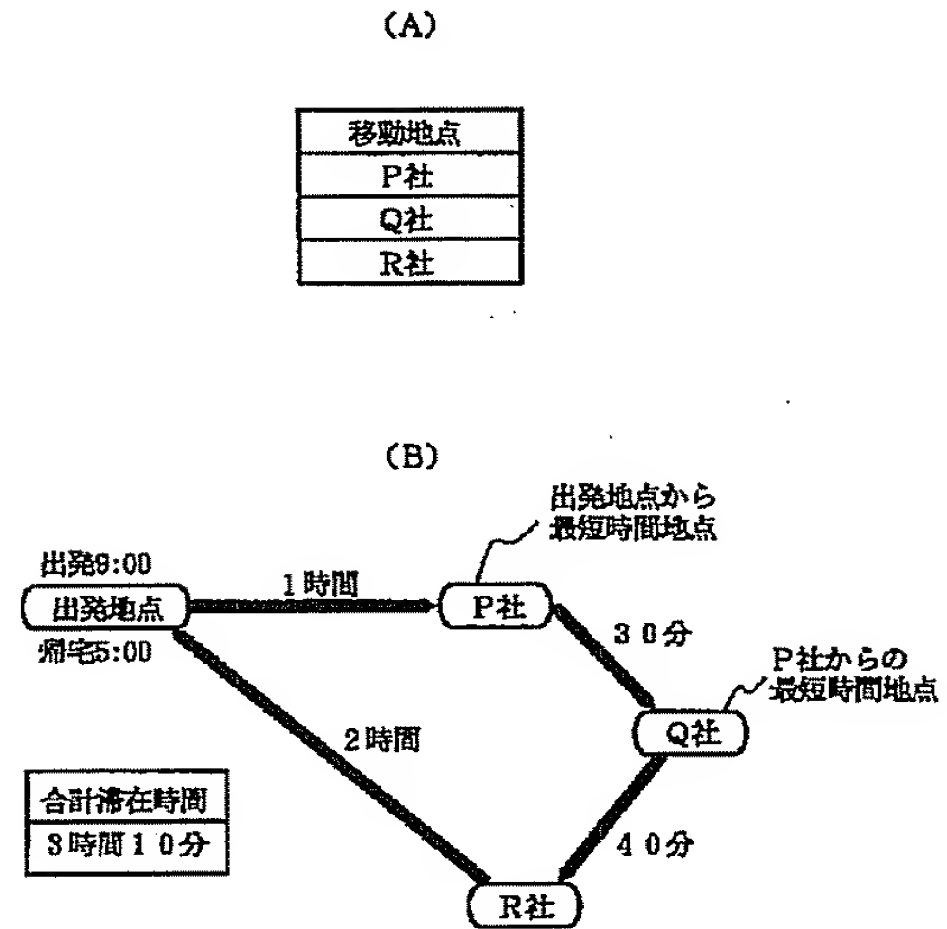 (A)
移動地点
P社
Q社
R社
(B)
出発地点から
最短時間地点
出発9:00
出発地点
帰宅5:00
1時間
P社
30分
P社からの
最短時間地点
Q社
2時間
合計滞在時間
3時間10分
40分
R社